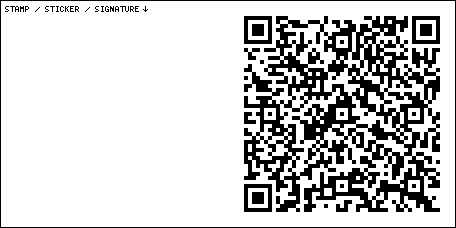 STAMP / STICKER / SIGNATURE ↓